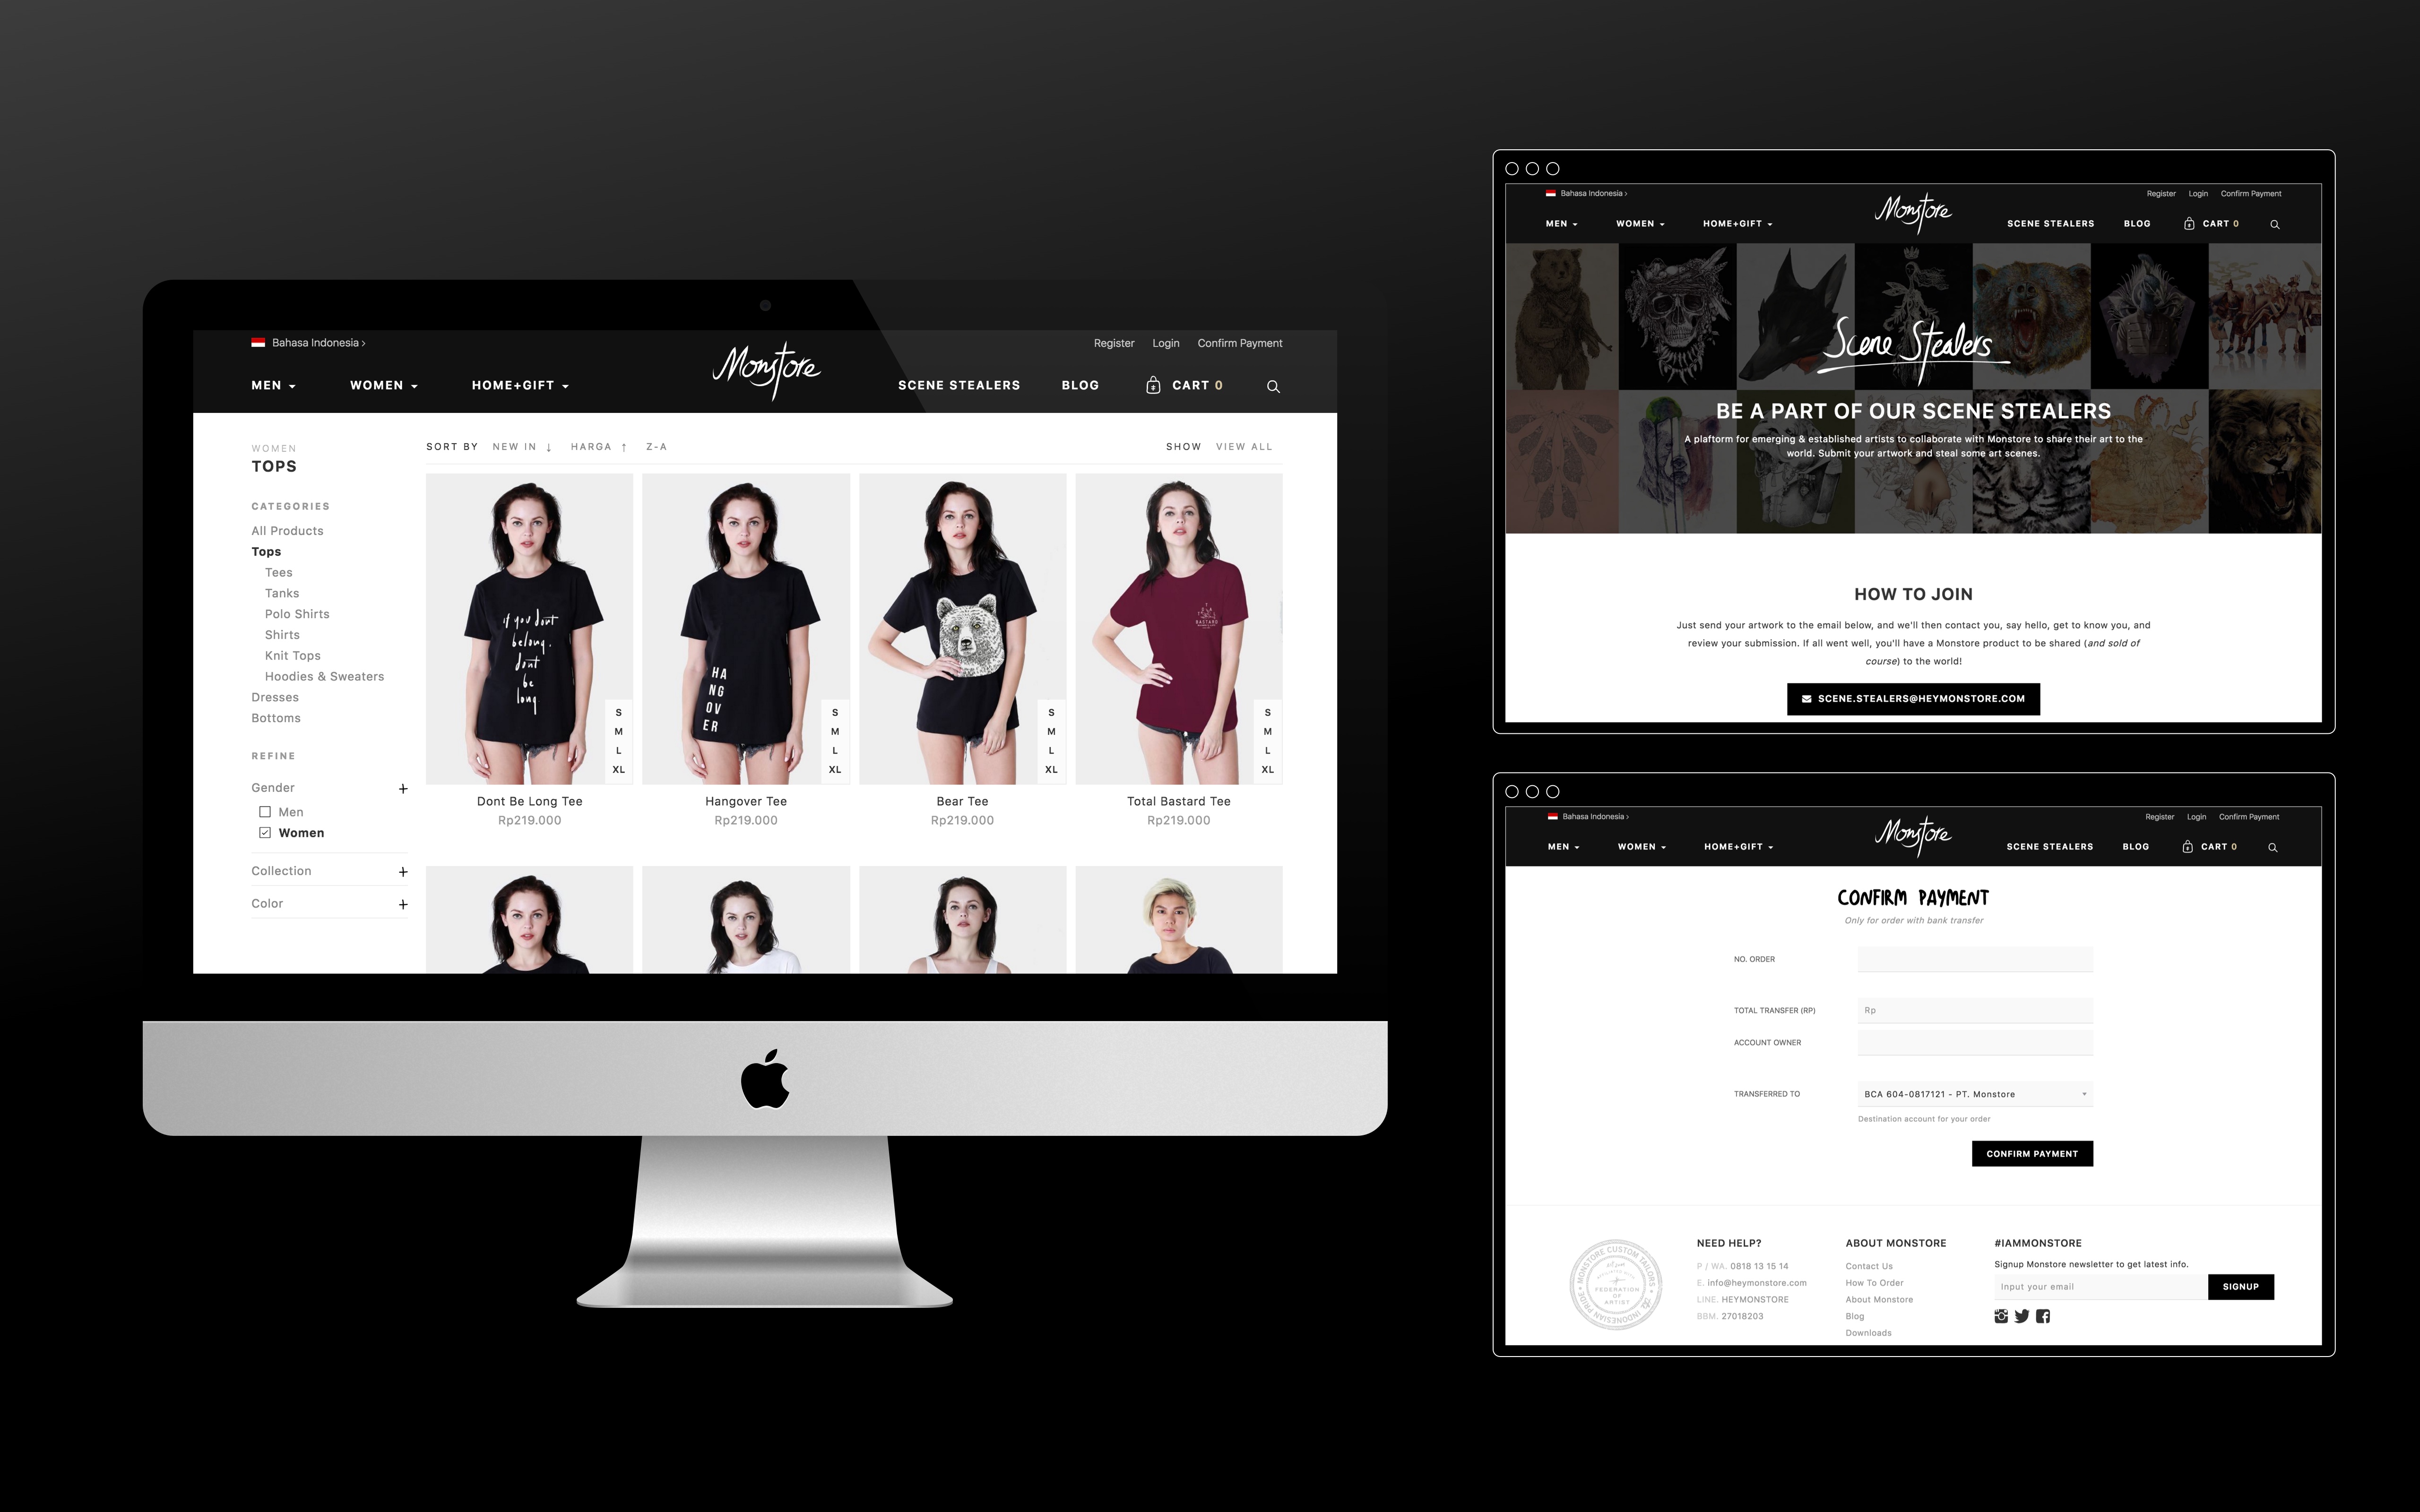 Bahasa Indonesia ›
Register Login Confirm Payment
MEN WOMEN HOME+GIFT
Monstore
SCENE STEALERS BLOG CART 0
WOMEN
TOPS
CATEGORIES
All Products
Tops
Tees
Tanks
Polo Shirts
Shirts
Knit Tops
Hoodies & Sweaters
Dresses
Bottoms
REFINE
Gender +
Men
Women
Collection +
Color +
SORT BY NEW IN ↓ HARGA ↑ Z-A
SHOW VIEW ALL
if you dont
belong,
dont
be
long.
S
M
L
XL
Dont Be Long Tee
Rp219.000
HA
NG
OV
ER
S
M
L
XL
Hangover Tee
Rp219.000
S
M
L
XL
Bear Tee
Rp219.000
BASTARD
S
M
L
XL
Total Bastard Tee
Rp219.000
Bahasa Indonesia ›
Register Login Confirm Payment
MEN WOMEN HOME+GIFT
Monstore
SCENE STEALERS BLOG CART 0
Scene Stealers
BE A PART OF OUR SCENE STEALERS
A plaftorm for emerging & established artists to collaborate with Monstore to share their art to the
world. Submit your artwork and steal some art scenes.
HOW TO JOIN
Just send your artwork to the email below, and we'll then contact you, say hello, get to know you, and
review your submission. If all went well, you'll have a Monstore product to be shared (and sold of
course) to the world!
SCENE.STEALERS@HEYMONSTORE.COM
Bahasa Indonesia ›
Register Login Confirm Payment
MEN WOMEN HOME+GIFT
Monstore
SCENE STEALERS BLOG CART 0
CONFIRM PAYMENT
Only for order with bank transfer
NO. ORDER
TOTAL TRANSFER (RP) Rp
ACCOUNT OWNER
TRANSFERRED TO BCA 604-0817121 - PT. Monstore
Destination account for your order
CONFIRM PAYMENT
MONSTORE CUSTOM TAILORS
INDONESIAN PRIDE
FEDERATION
OF
ARTIST
NEED HELP?
P / WA. 0818 13 15 14
E. info@heymonstore.com
LINE. HEYMONSTORE
BBM. 27018203
ABOUT MONSTORE
Contact Us
How To Order
About Monstore
Blog
Downloads
#IAMMONSTORE
Signup Monstore newsletter to get latest info.
Input your email SIGNUP